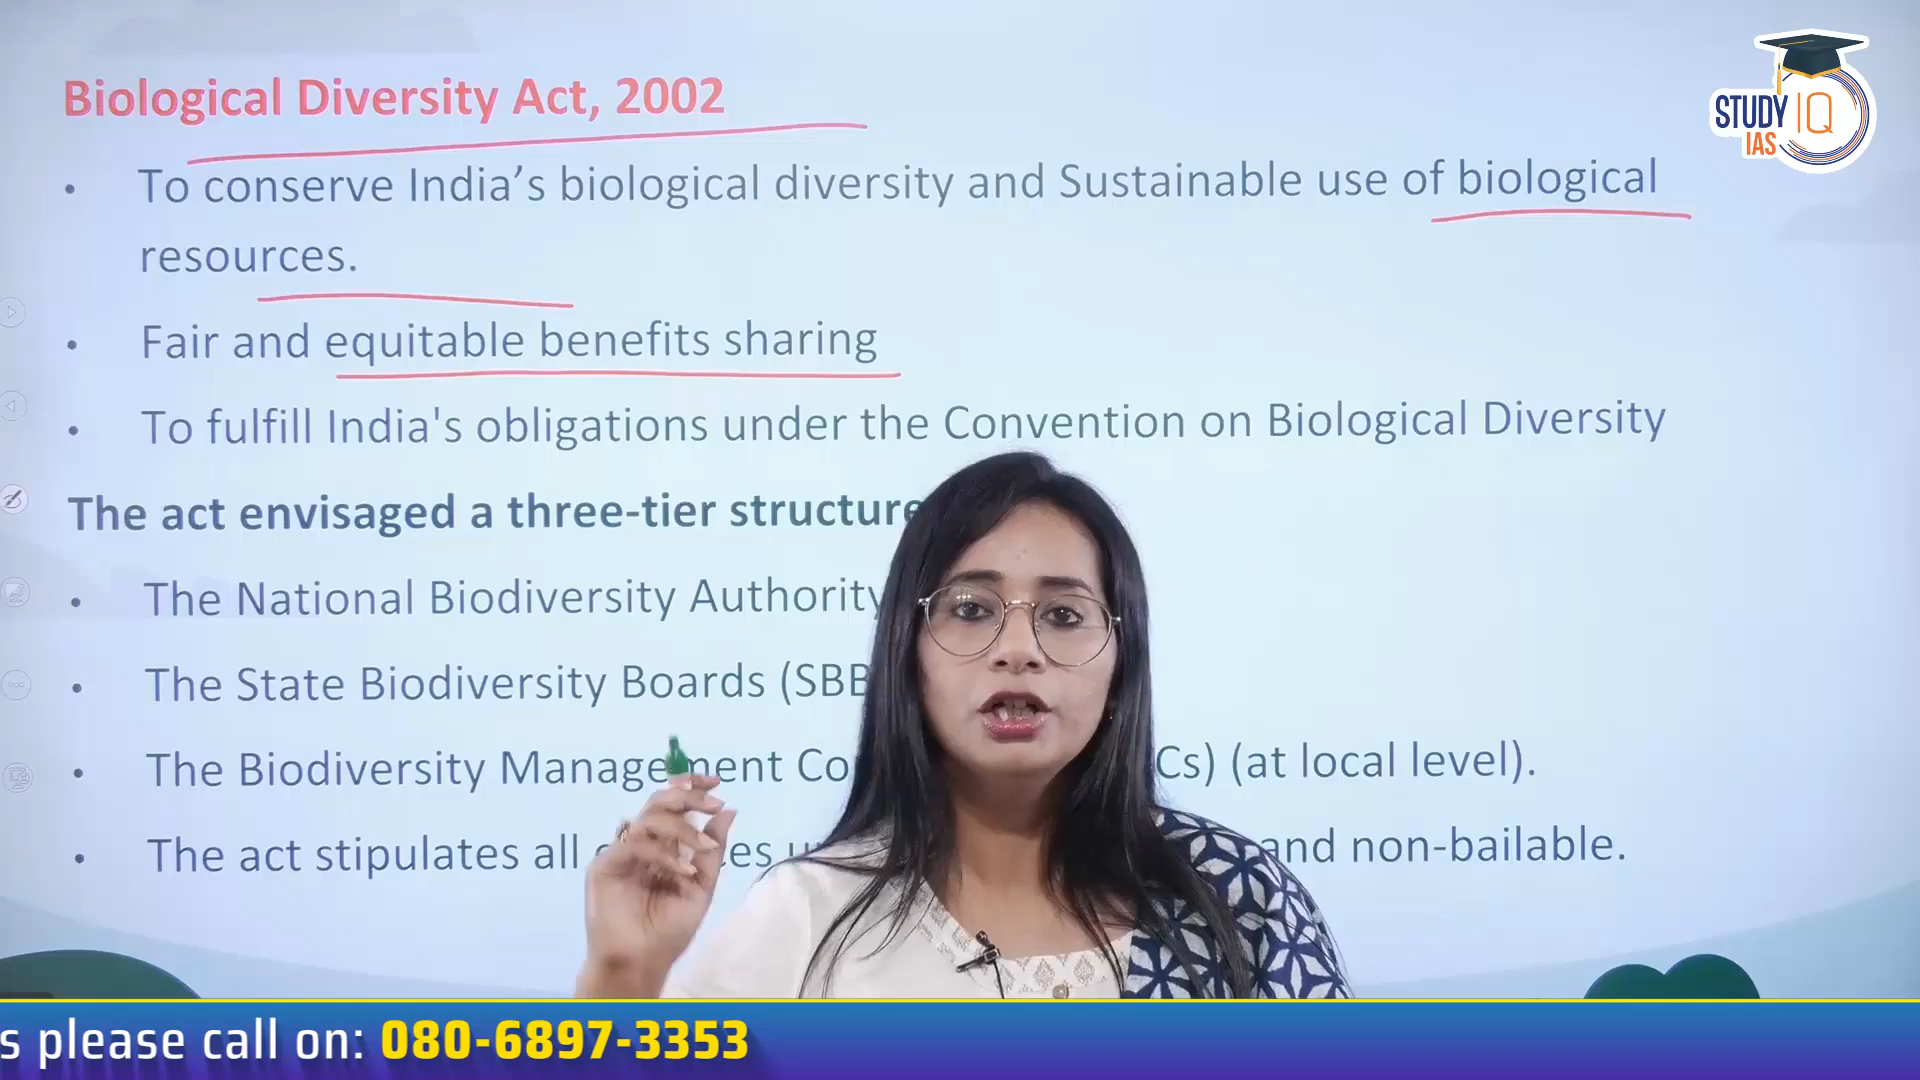 Biological Diversity Act, 2002
STUDY IQ
IAS
• To conserve India’s biological diversity and Sustainable use of biological
resources.
• Fair and equitable benefits sharing
• To fulfill India's obligations under the Convention on Biological Diversity
The act envisaged a three-tier structure
• The National Biodiversity Authority
• The State Biodiversity Boards (SBB
• The Biodiversity Management Co Cs) (at local level).
• The act stipulates all and non-bailable.
s please call on: 080-6897-3353